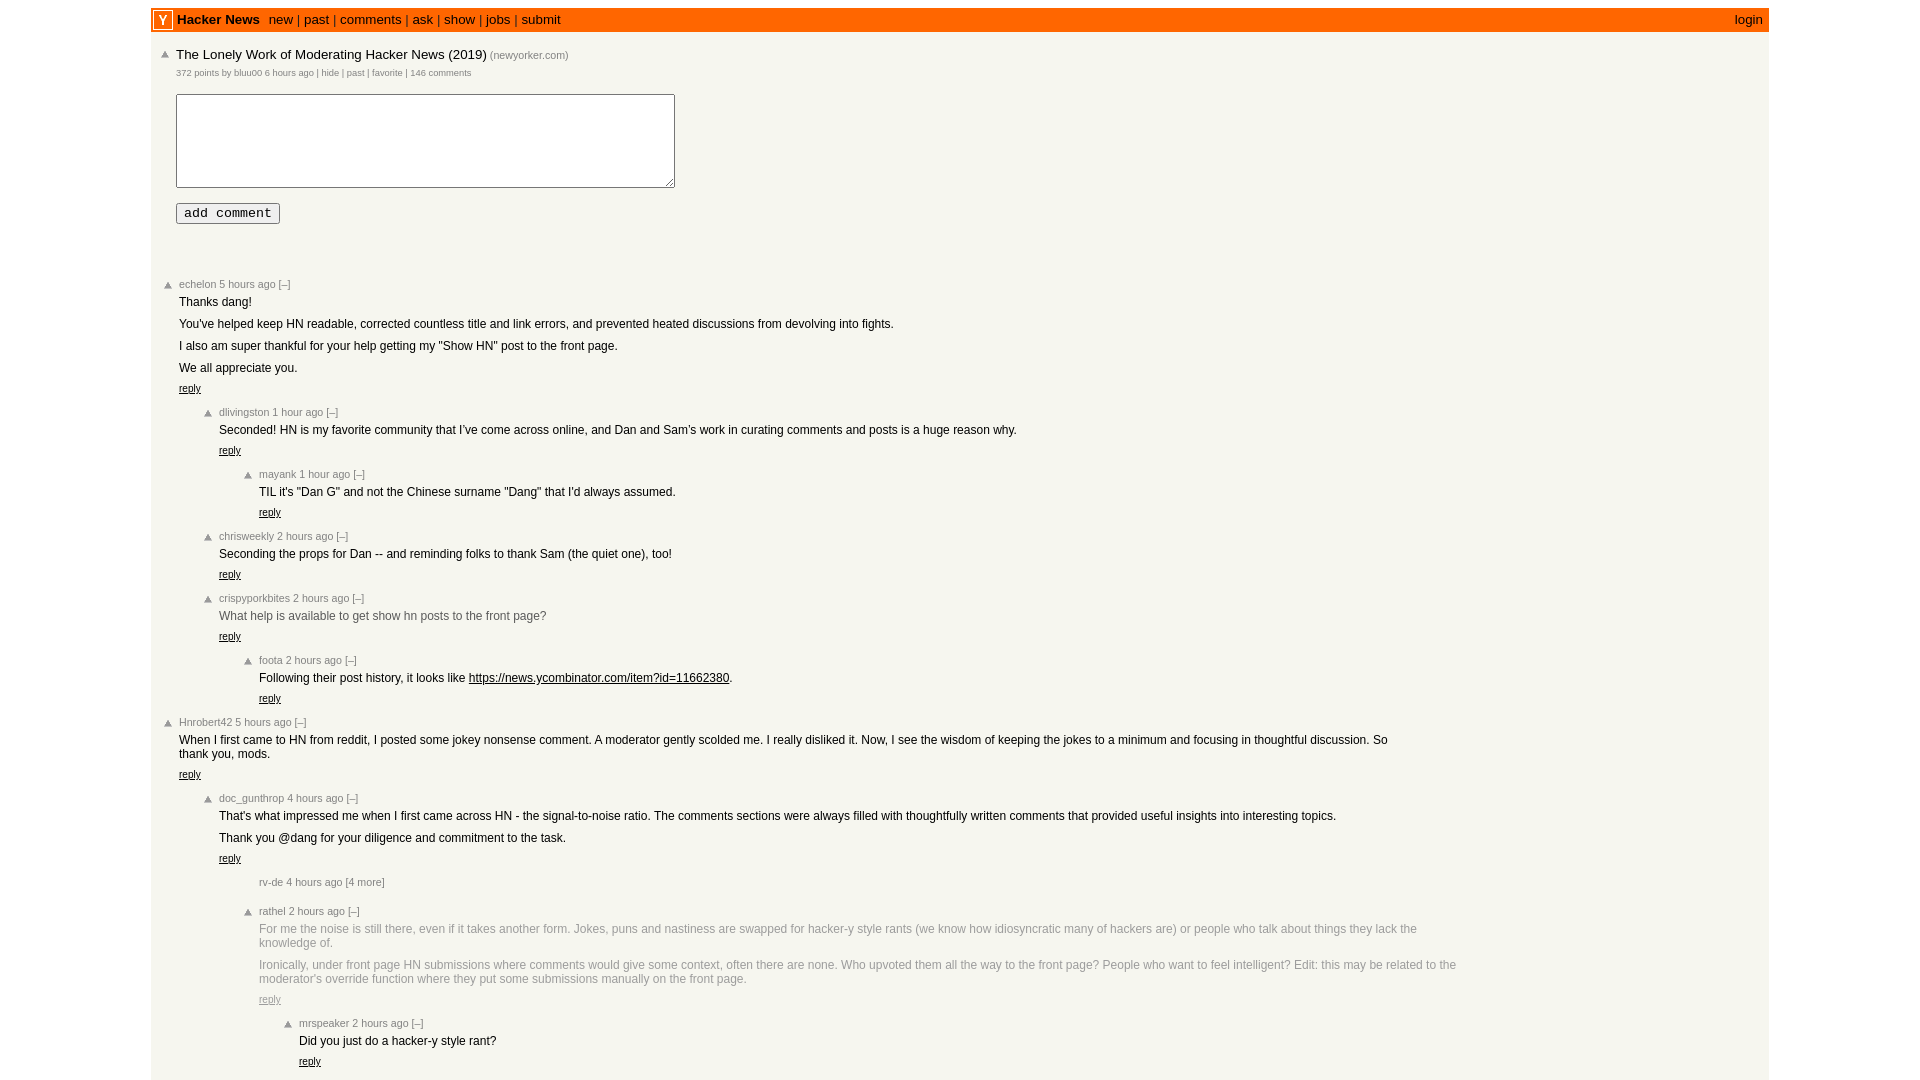 Y Hacker News new | past | comments | ask | show | jobs | submit login
The Lonely Work of Moderating Hacker News (2019) (newyorker.com)
372 points by bluu00 6 hours ago | hide | past | favorite | 146 comments
add comment
echelon 5 hours ago [–]
Thanks dang!
You've helped keep HN readable, corrected countless title and link errors, and prevented heated discussions from devolving into fights.
I also am super thankful for your help getting my "Show HN" post to the front page.
We all appreciate you.
reply
dlivingston 1 hour ago [–]
Seconded! HN is my favorite community that I’ve come across online, and Dan and Sam’s work in curating comments and posts is a huge reason why.
reply
mayank 1 hour ago [–]
TIL it's "Dan G" and not the Chinese surname "Dang" that I'd always assumed.
reply
chrisweekly 2 hours ago [–]
Seconding the props for Dan -- and reminding folks to thank Sam (the quiet one), too!
reply
crispyporkbites 2 hours ago [–]
What help is available to get show hn posts to the front page?
reply
foota 2 hours ago [–]
Following their post history, it looks like https://news.ycombinator.com/item?id=11662380.
reply
Hnrobert42 5 hours ago [–]
When I first came to HN from reddit, I posted some jokey nonsense comment. A moderator gently scolded me. I really disliked it. Now, I see the wisdom of keeping the jokes to a minimum and focusing in thoughtful discussion. So
thank you, mods.
reply
doc_gunthrop 4 hours ago [–]
That's what impressed me when I first came across HN - the signal-to-noise ratio. The comments sections were always filled with thoughtfully written comments that provided useful insights into interesting topics.
Thank you @dang for your diligence and commitment to the task.
reply
rv-de 4 hours ago [4 more]
rathel 2 hours ago [–]
For me the noise is still there, even if it takes another form. Jokes, puns and nastiness are swapped for hacker-y style rants (we know how idiosyncratic many of hackers are) or people who talk about things they lack the
knowledge of.
Ironically, under front page HN submissions where comments would give some context, often there are none. Who upvoted them all the way to the front page? People who want to feel intelligent? Edit: this may be related to the
moderator's override function where they put some submissions manually on the front page.
reply
mrspeaker 2 hours ago [–]
Did you just do a hacker-y style rant?
reply